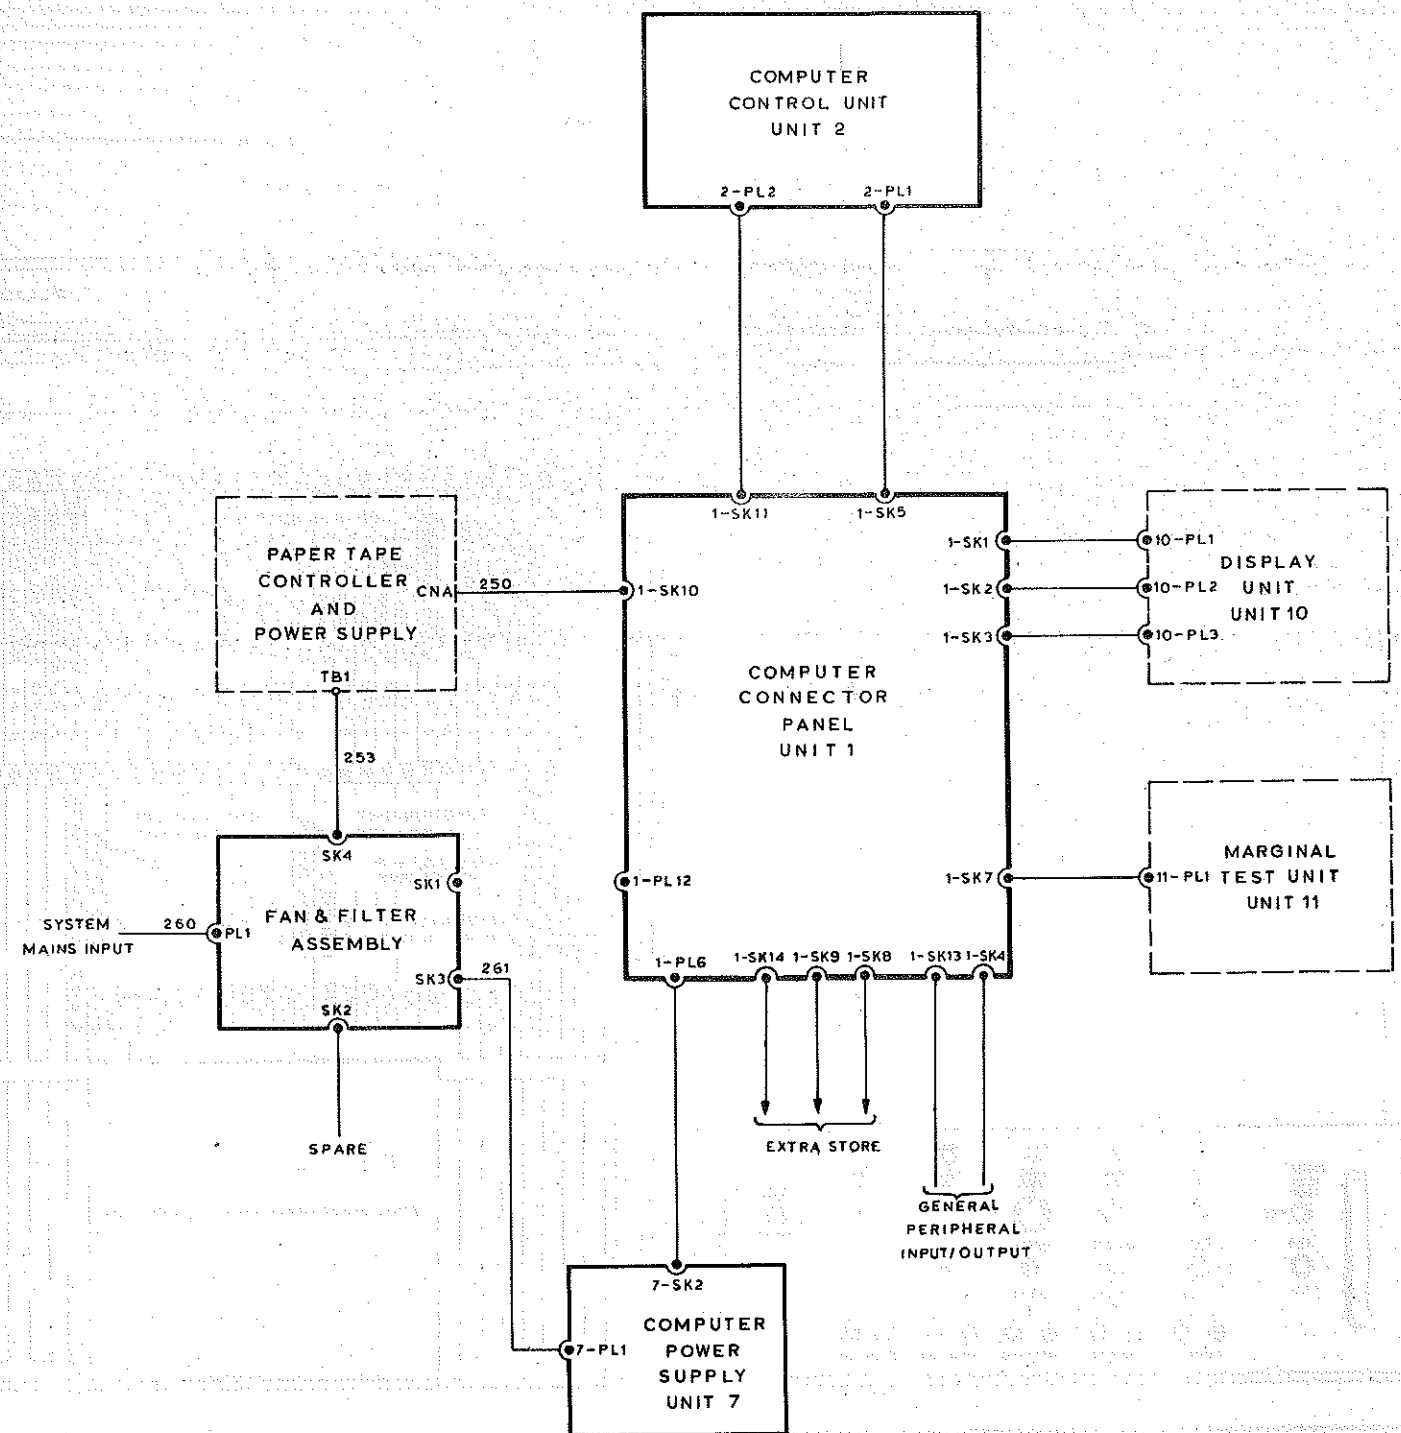 COMPUTER
CONTROL UNIT
UNIT 2
2-PL2
2-PL1
1-SK11
1-SK5
PAPER TAPE
CONTROLLER
AND
POWER SUPPLY
CNA
250
1-SK10
TB1
253
1-SK1
1-SK2
1-SK3
10-PL1
10-PL2
10-PL3
DISPLAY
UNIT
UNIT 10
COMPUTER
CONNECTOR
PANEL
UNIT 1
SK4
SK1
FAN & FILTER
ASSEMBLY
SYSTEM
MAINS INPUT
260
PL1
SK3
261
SK2
SPARE
1-PL12
1-SK7
11-PL1
MARGINAL
TEST UNIT
UNIT 11
1-PL6
1-SK14
1-SK9
1-SK8
1-SK13
1-SK4
EXTRA STORE
GENERAL
PERIPHERAL
INPUT/OUTPUT
7-SK2
7-PL1
COMPUTER
POWER
SUPPLY
UNIT 7